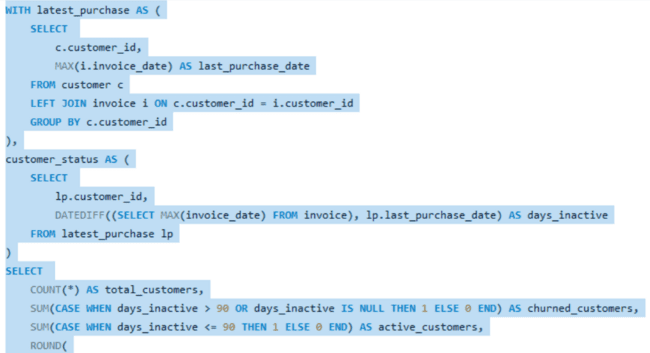 WITH latest_purchase AS (
SELECT
c.customer_id,
MAX(i.invoice_date) AS last_purchase_date
FROM customer c
LEFT JOIN invoice i ON c.customer_id = i.customer_id
GROUP BY c.customer_id
),
customer_status AS (
SELECT
lp.customer_id,
DATEDIFF((SELECT MAX(invoice_date) FROM invoice), lp.last_purchase_date) AS days_inactive
FROM latest_purchase lp
)
SELECT
COUNT(*) AS total_customers,
SUM(CASE WHEN days_inactive > 90 OR days_inactive IS NULL THEN 1 ELSE 0 END) AS churned_customers,
SUM(CASE WHEN days_inactive <= 90 THEN 1 ELSE 0 END) AS active_customers,
ROUND(